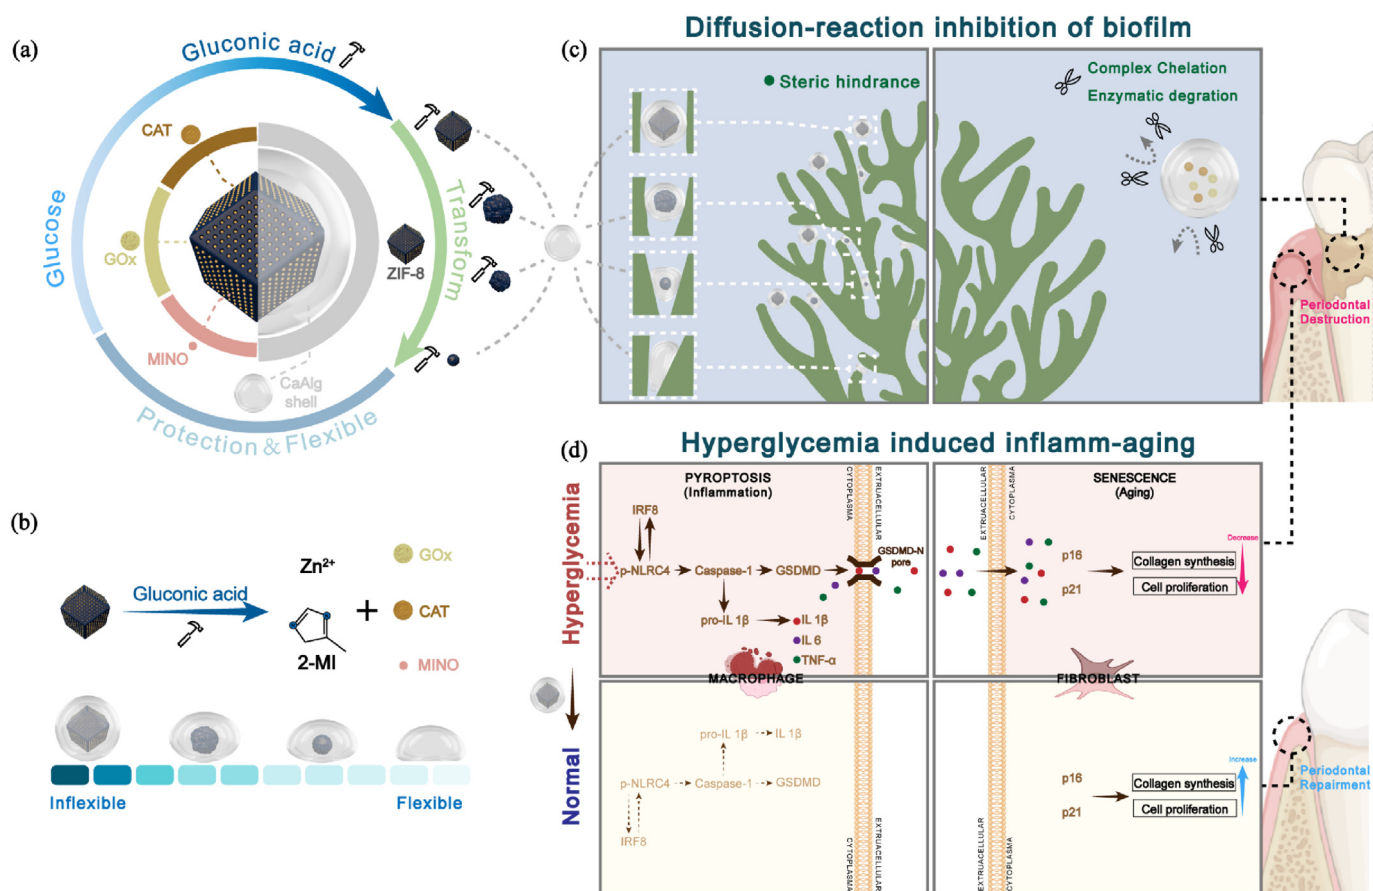 (a)
Gluconic acid
CAT
GOx
MINO
Glucose
Transform
ZIF-8
CaAlg
shell
Protection & Flexible
(b)
Gluconic acid
Zn²⁺
2-MI
+
GOx
CAT
MINO
Inflexible
Flexible
Diffusion-reaction inhibition of biofilm
(c)
Steric hindrance
Complex Chelation
Enzymatic degration
Periodontal
Destruction
Hyperglycemia induced inflamm-aging
(d)
Hyperglycemia
Normal
PYROPTOSIS
(Inflammation)
IRF8
p-NLRC4
Caspase-1
GSDMD
pro-IL 1β
IL 1β
IL 6
TNF-α
CYTOPLASMA
EXTRUACELLULAR
GSDMD-N
pore
MACROPHAGE
EXTRUACELLULAR
CYTOPLASMA
SENESCENCE
(Aging)
p16
p21
Collagen synthesis
Cell proliferation
Decrease
FIBROBLAST
pro-IL 1β
IL 1β
p-NLRC4
Caspase-1
GSDMD
IRF8
CYTOPLASMA
EXTRUACELLULAR
EXTRUACELLULAR
CYTOPLASMA
p16
p21
Collagen synthesis
Cell proliferation
Increase
Periodontal
Repairment